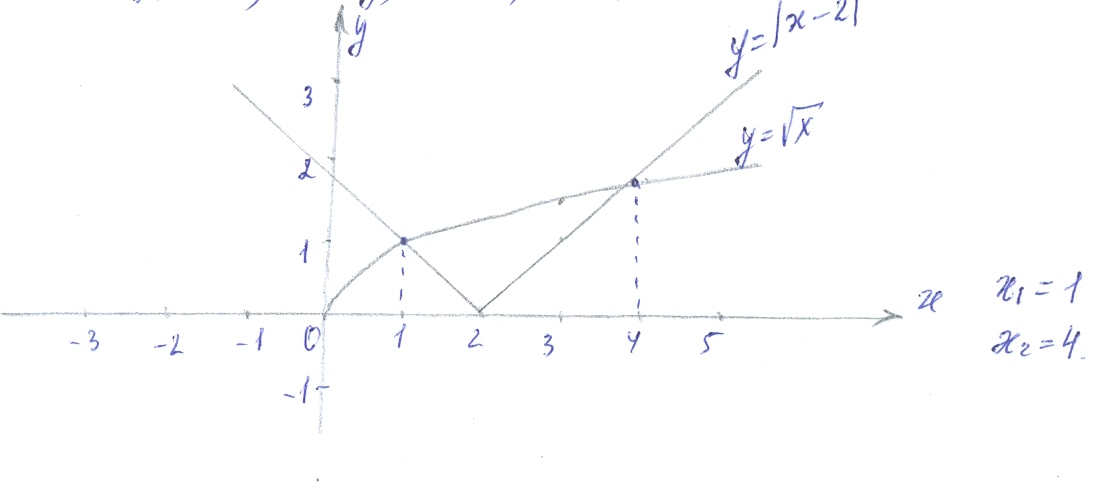 y
y=|x-2|
3
y=√x
2
1
x
x₁ = 1
-3 -2 -1 0 1 2 3 4 5
x₂ = 4.
-1